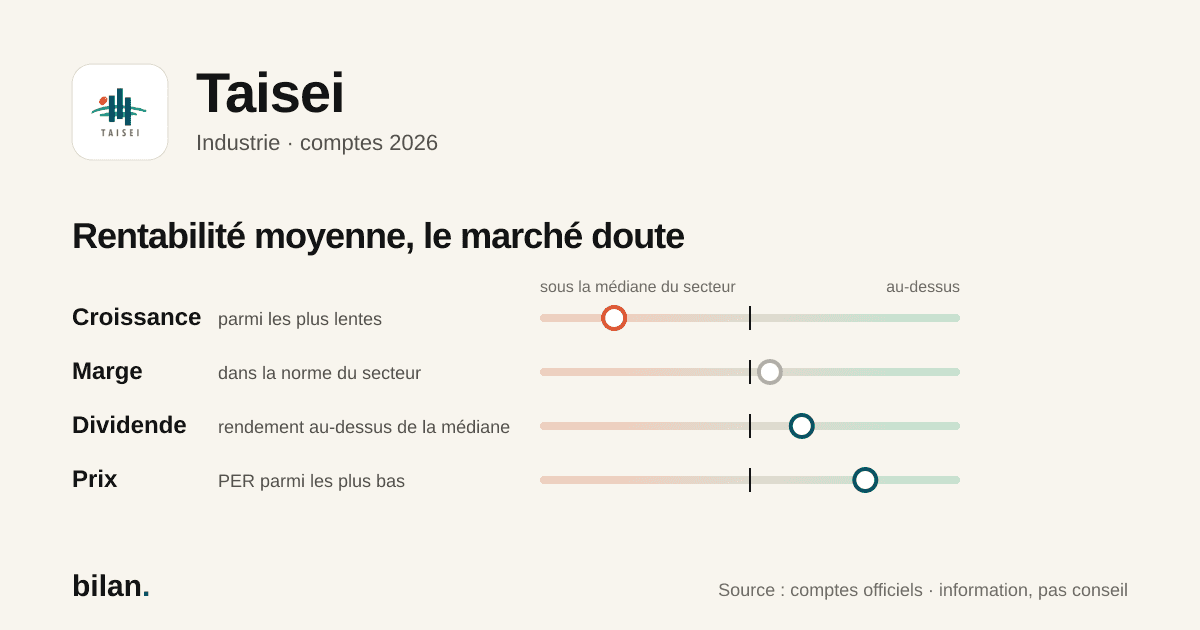 TAISEI
Taisei
Industrie · comptes 2026
Rentabilité moyenne, le marché doute
sous la médiane du secteur au-dessus
Croissance parmi les plus lentes
Marge dans la norme du secteur
Dividende rendement au-dessus de la médiane
Prix PER parmi les plus bas
bilan.
Source : comptes officiels · information, pas conseil